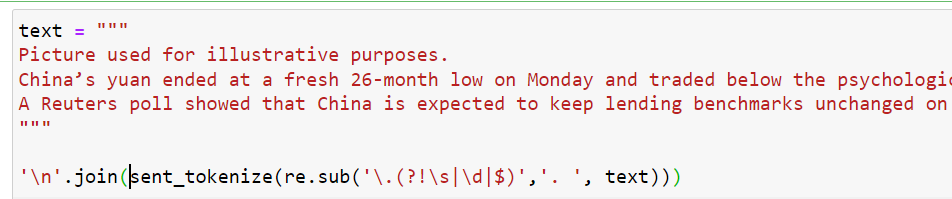 text = """
Picture used for illustrative purposes.
China’s yuan ended at a fresh 26-month low on Monday and traded below the
A Reuters poll showed that China is expected to keep lending benchmarks unchanged on
"""
'\n'.join(sent_tokenize(re.sub('\.(?!\s|\d|$)','. ', text)))